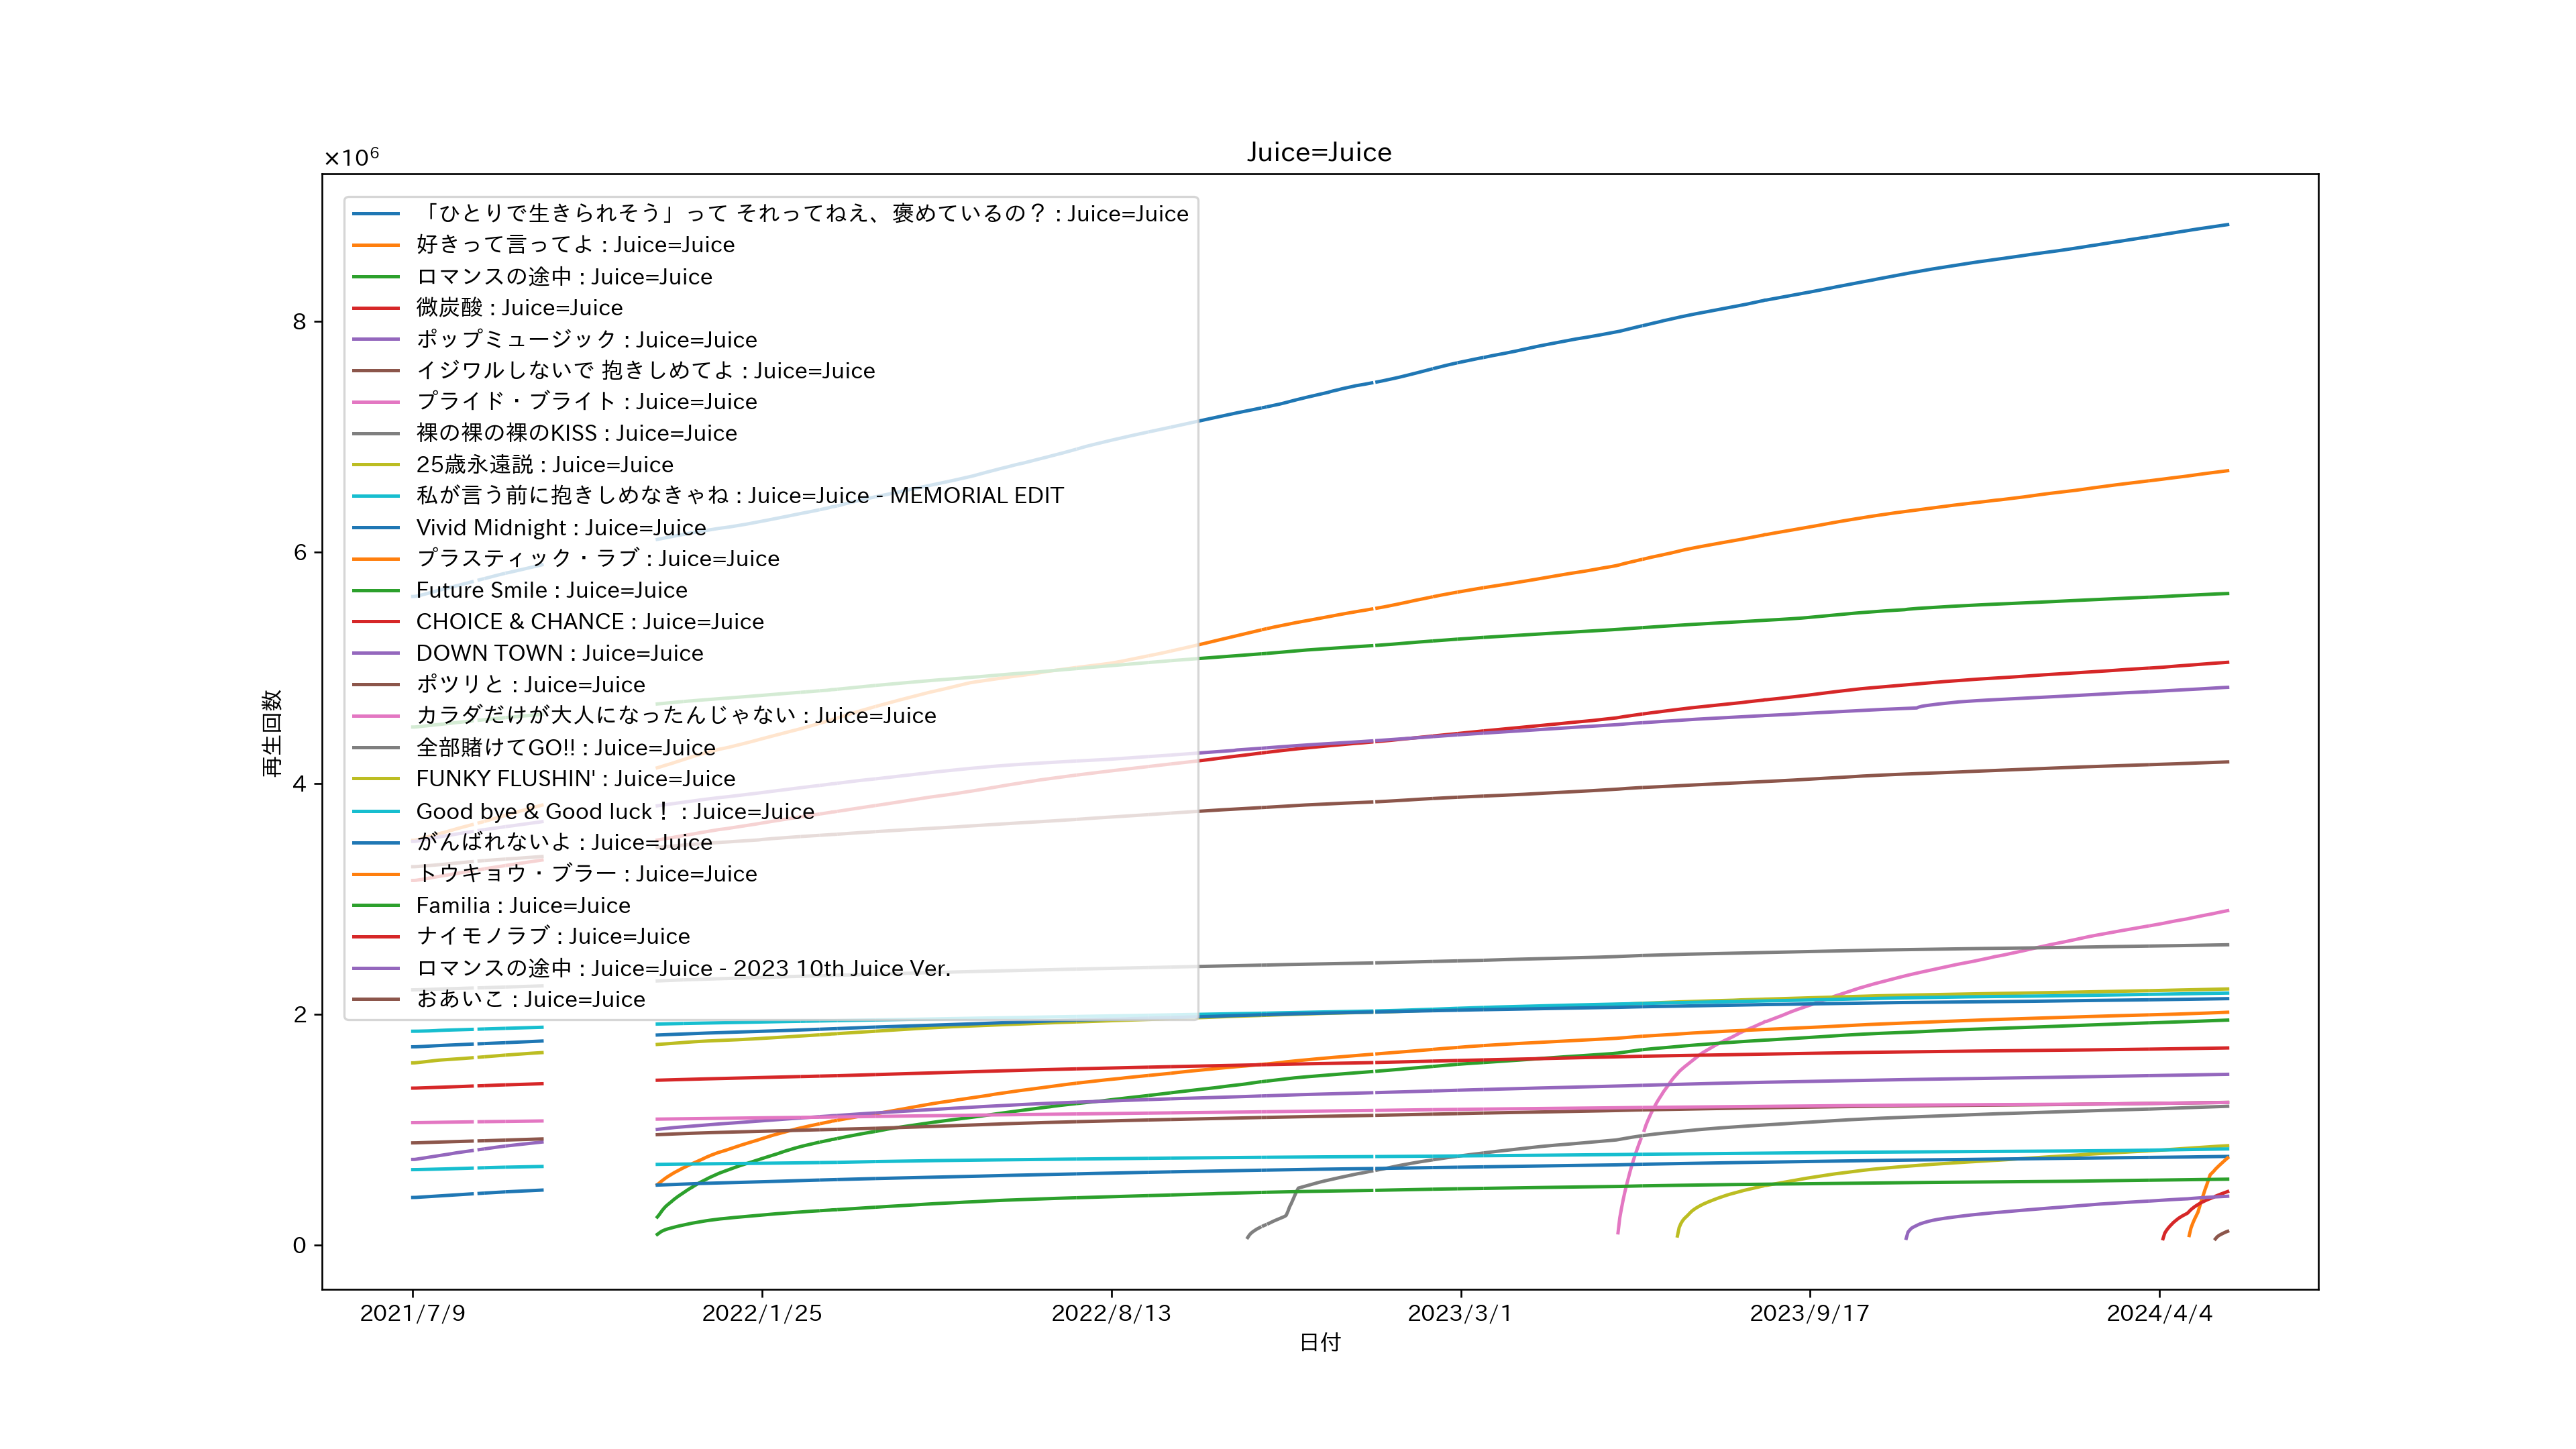 Juice=Juice
×10⁶
「ひとりで生きられそう」って それってねえ、褒めているの？ : Juice=Juice
好きって言ってよ : Juice=Juice
ロマンスの途中 : Juice=Juice
微炭酸 : Juice=Juice
ポップミュージック : Juice=Juice
イジワルしないで 抱きしめてよ : Juice=Juice
プライド・ブライト : Juice=Juice
裸の裸の裸のKISS : Juice=Juice
25歳永遠説 : Juice=Juice
私が言う前に抱きしめなきゃね : Juice=Juice - MEMORIAL EDIT
Vivid Midnight : Juice=Juice
プラスティック・ラブ : Juice=Juice
Future Smile : Juice=Juice
CHOICE & CHANCE : Juice=Juice
DOWN TOWN : Juice=Juice
ポツリと : Juice=Juice
カラダだけが大人になったんじゃない : Juice=Juice
全部賭けてGO!! : Juice=Juice
FUNKY FLUSHIN' : Juice=Juice
Good bye & Good luck！ : Juice=Juice
がんばれないよ : Juice=Juice
トウキョウ・ブラー : Juice=Juice
Familia : Juice=Juice
ナイモノラブ : Juice=Juice
ロマンスの途中 : Juice=Juice - 2023 10th Juice Ver.
おあいこ : Juice=Juice
8
6
4
2
0
再生回数
2021/7/9
2022/1/25
2022/8/13
2023/3/1
2023/9/17
2024/4/4
日付